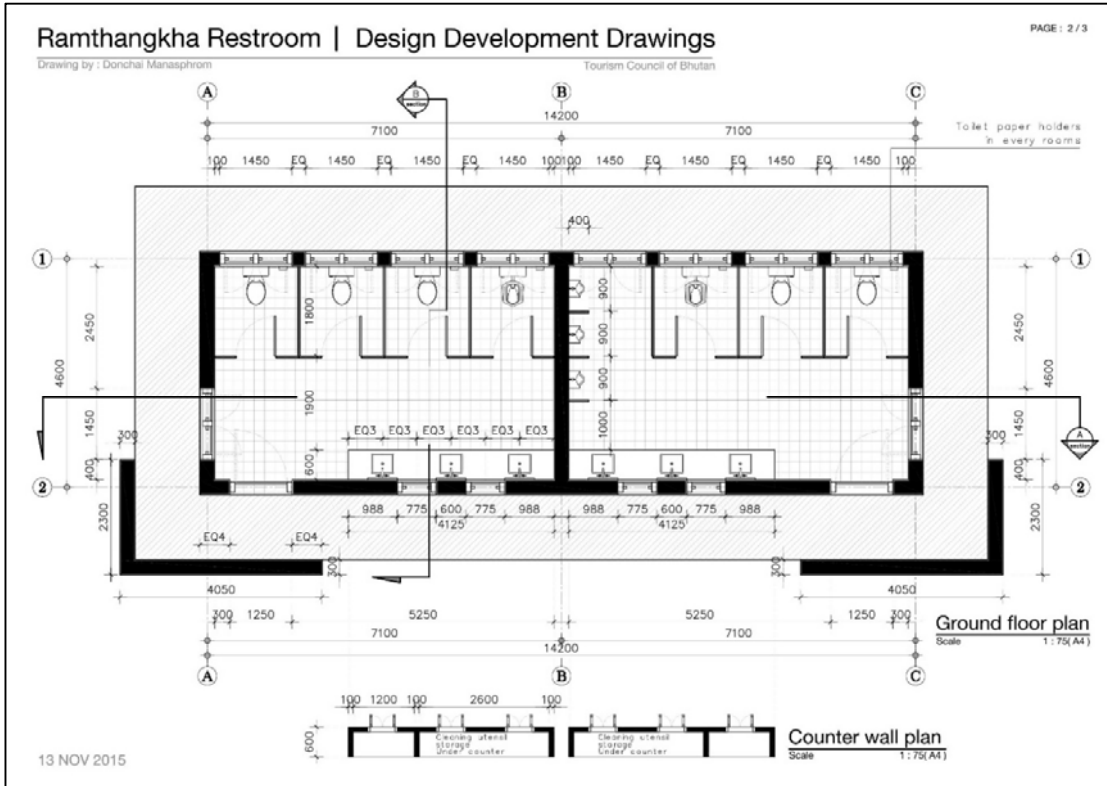 Ramthangkha Restroom | Design Development Drawings
PAGE : 2 / 3
Drawing by : Donchai Manasphrom
Tourism Council of Bhutan
A
B
C
B
section
14200
7100
7100
Toilet paper holders
in every rooms
100 1450 EQ 1450 EQ 1450 EQ 1450 100 100 1450 EQ 1450 EQ 1450 EQ 1450 100
400
1
1
2450
4600
1800
900
900
900
2450
4600
1450
1900
1000
1450
300
EQ3 EQ3 EQ3 EQ3 EQ3 EQ3
300
A
section
400
600
400
2
2
2300
988 775 600 775 988
988 775 600 775 988
2300
4125
4125
EQ4
EQ4
300
300
4050
4050
300 1250
5250
5250
1250 300
7100
7100
14200
Ground floor plan
Scale
1 : 75( A4 )
A
B
C
100 1200 100 2600 100
600
Cleaning utensil
storage
Under counter
Cleaning utensil
storage
Under counter
Counter wall plan
Scale
1 : 75( A4 )
13 NOV 2015